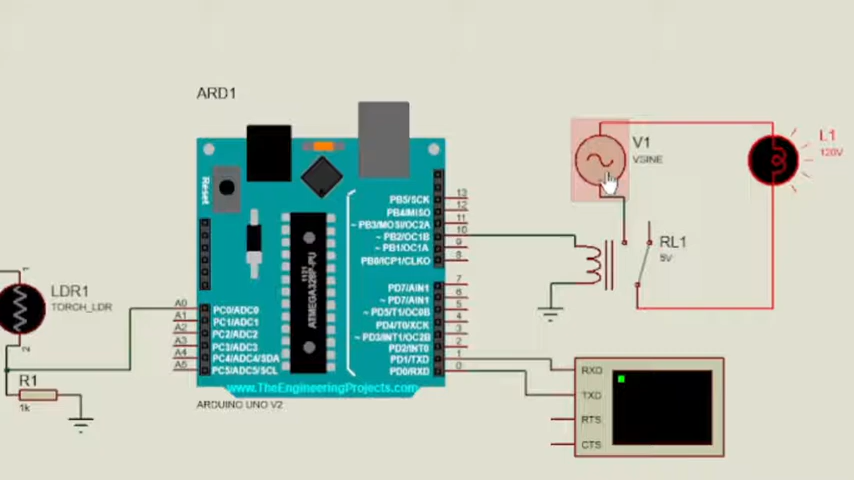 ARD1
Reset
ATMEGA328P-PU
1121
PB5/SCK
PB4/MISO
~ PB3/MOSI/OC2A
~ PB2/OC1B
~ PB1/OC1A
PB0/ICP1/CLKO
PD7/AIN1
~ PD7/AIN1
~ PD5/T1/OC0B
PD4/T0/XCK
~ PD3/INT1/OC2B
PD2/INT0
PD1/TXD
PD0/RXD
13
12
11
10
9
8
7
6
5
4
3
2
1
0
A0
A1
A2
A3
A4
A5
PC0/ADC0
PC1/ADC1
PC2/ADC2
PC3/ADC3
PC4/ADC4/SDA
PC5/ADC5/SCL
www.TheEngineeringProjects.com
ARDUINO UNO V2
1
LDR1
TORCH_LDR
2
R1
1k
V1
VSINE
L1
120V
RL1
5V
RXD
TXD
RTS
CTS